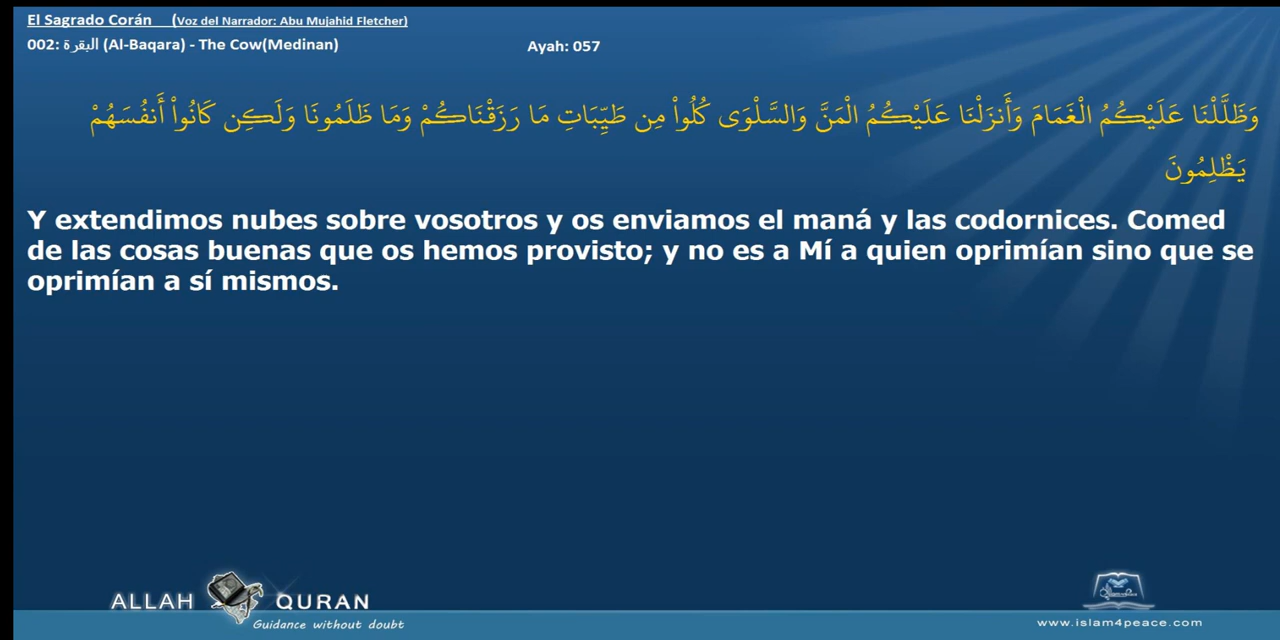 El Sagrado Corán (Voz del Narrador: Abu Mujahid Fletcher)
002: البقرة (Al-Baqara) - The Cow(Medinan) Ayah: 057
وَظَلَّلْنَا عَلَيْكُمُ الْغَمَامَ وَأَنزَلْنَا عَلَيْكُمُ الْمَنَّ وَالسَّلْوَى كُلُواْ مِن طَيِّبَاتِ مَا رَزَقْنَاكُمْ وَمَا ظَلَمُونَا وَلَكِن كَانُواْ أَنفُسَهُمْ
يَظْلِمُونَ
Y extendimos nubes sobre vosotros y os enviamos el maná y las codornices. Comed
de las cosas buenas que os hemos provisto; y no es a Mí a quien oprimían sino que se
oprimían a sí mismos.
ALLAH QURAN
Guidance without doubt
www.islam4peace.com